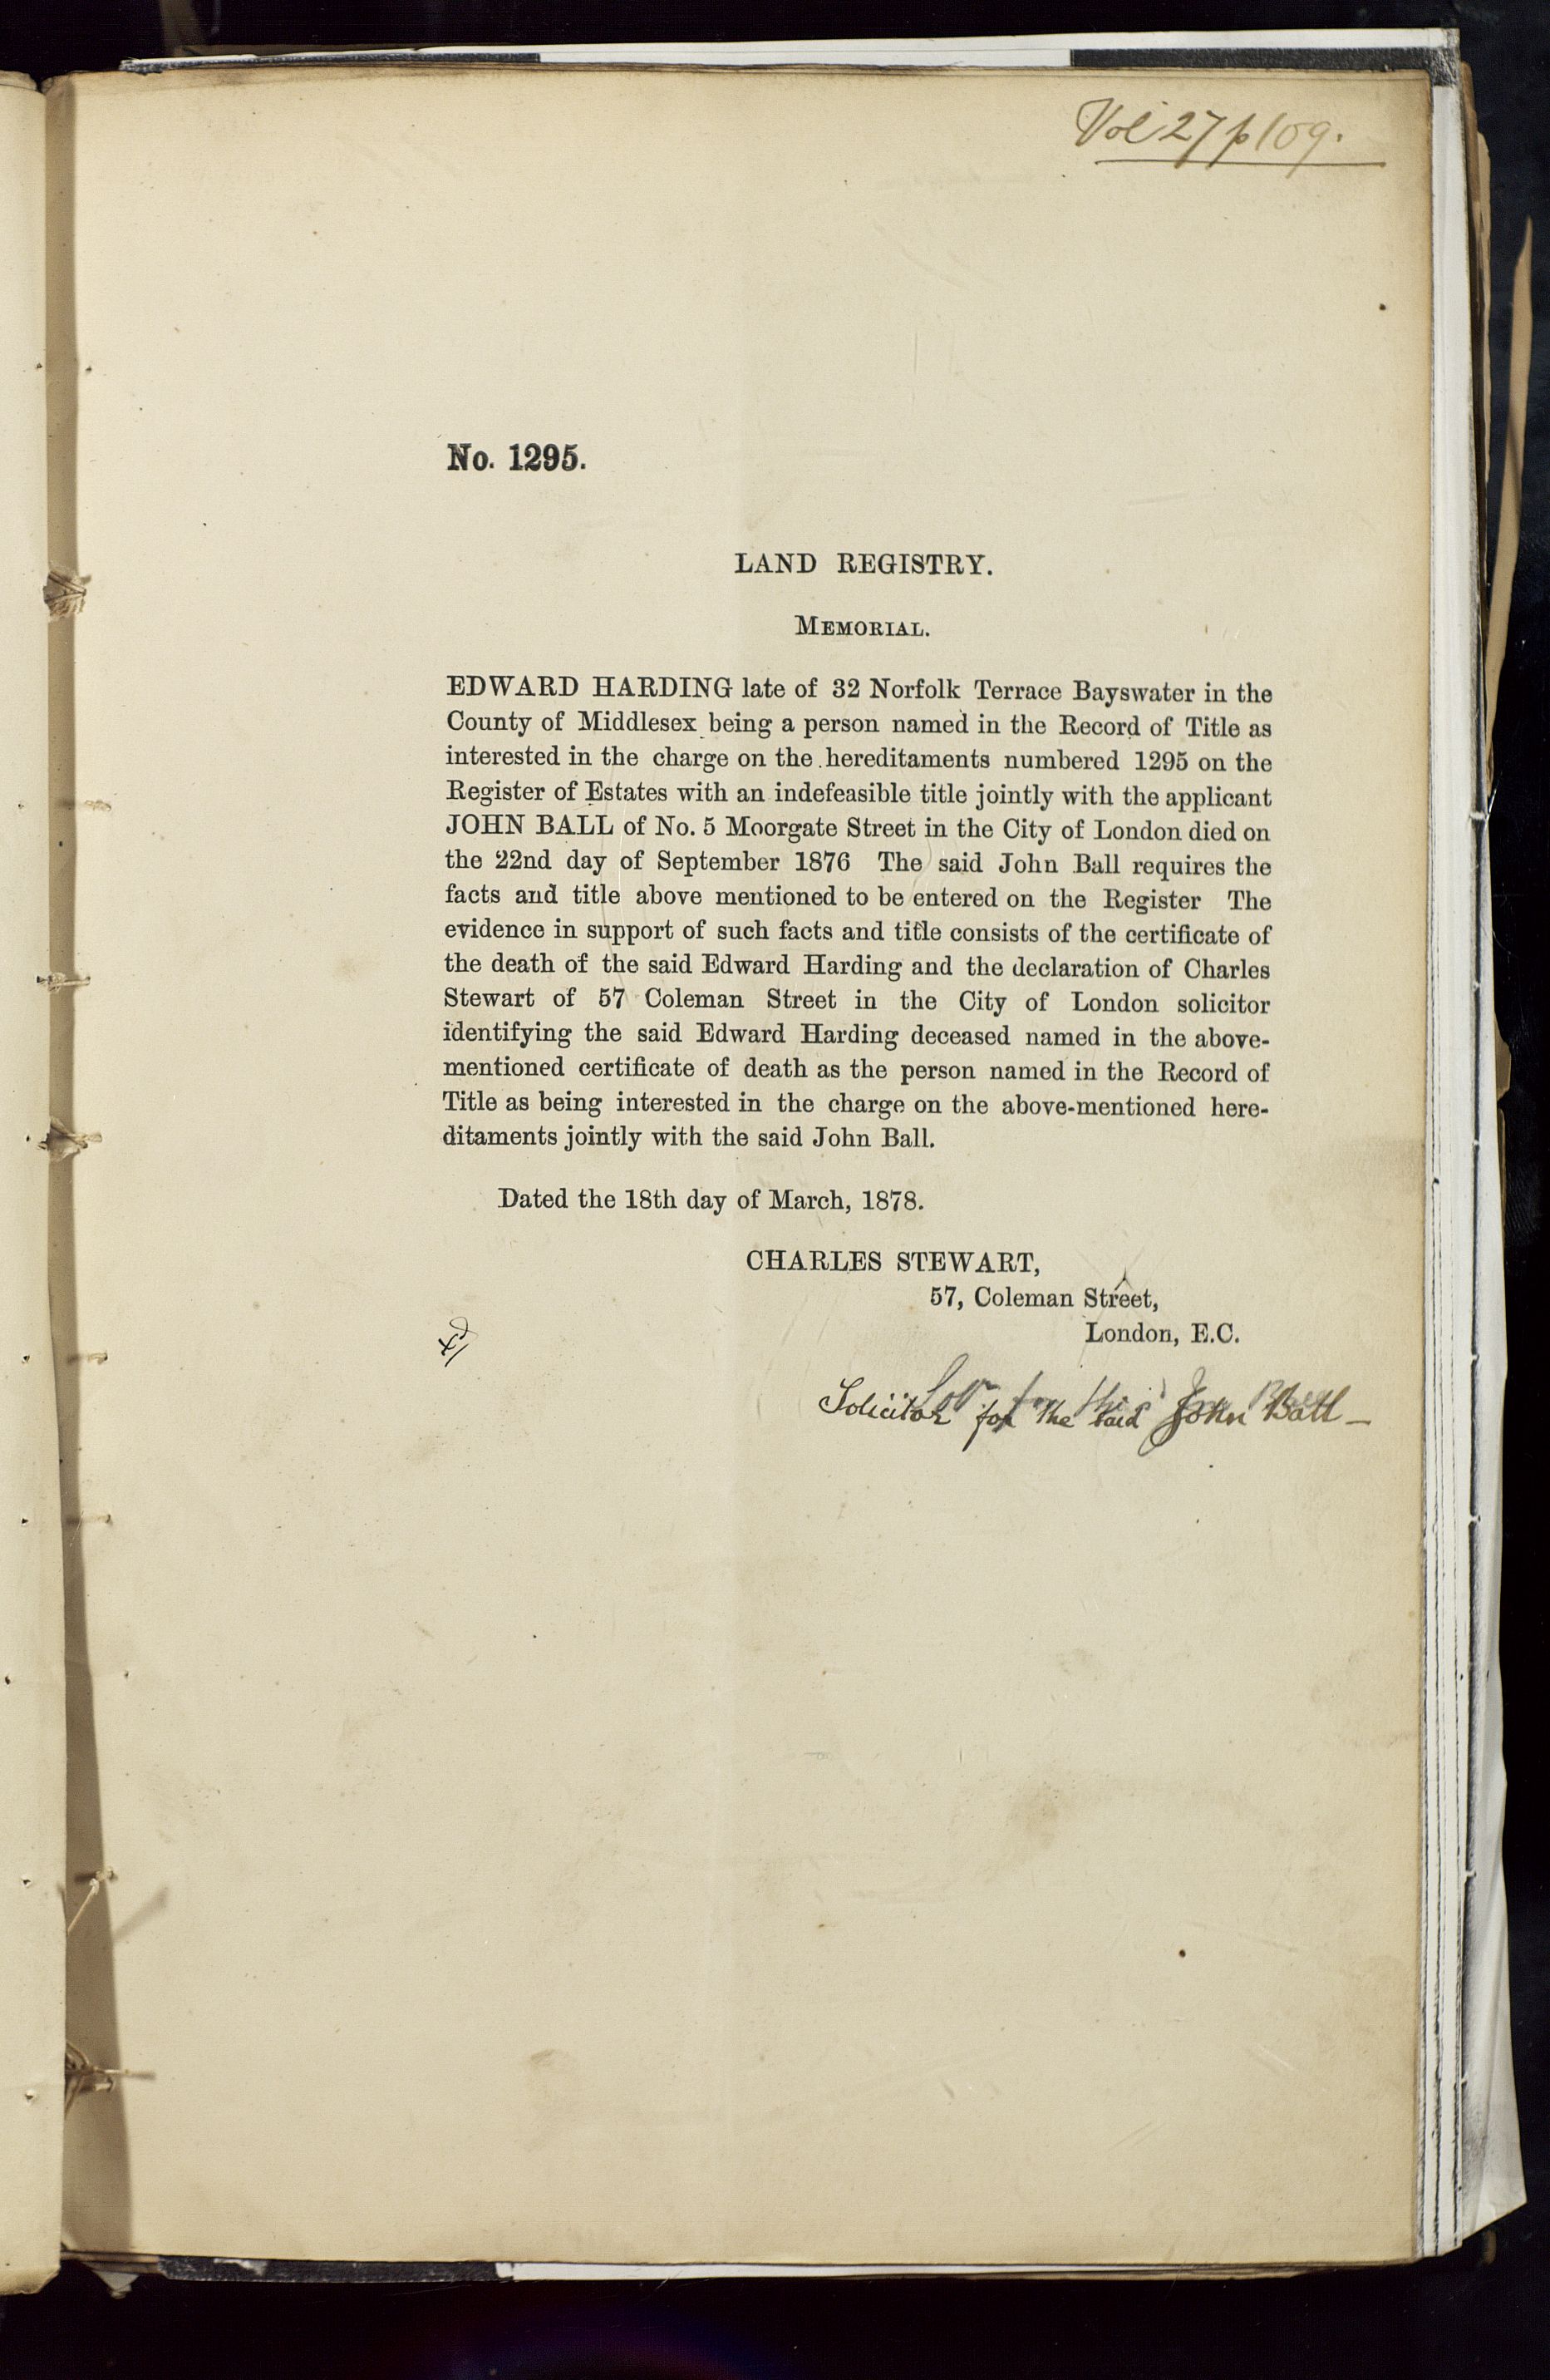 Vol 27 p 109.
No. 1295.
LAND REGISTRY.
MEMORIAL.
EDWARD HARDING late of 32 Norfolk Terrace Bayswater in the
County of Middlesex being a person named in the Record of Title as
interested in the charge on the hereditaments numbered 1295 on the
Register of Estates with an indefeasible title jointly with the applicant
JOHN BALL of No. 5 Moorgate Street in the City of London died on
the 22nd day of September 1876 The said John Ball requires the
facts and title above mentioned to be entered on the Register The
evidence in support of such facts and title consists of the certificate of
the death of the said Edward Harding and the declaration of Charles
Stewart of 57 Coleman Street in the City of London solicitor
identifying the said Edward Harding deceased named in the above-
mentioned certificate of death as the person named in the Record of
Title as being interested in the charge on the above-mentioned here-
ditaments jointly with the said John Ball.
Dated the 18th day of March, 1878.
CHARLES STEWART,
57, Coleman Street,
London, E.C.
Solicitor for the said John Ball —